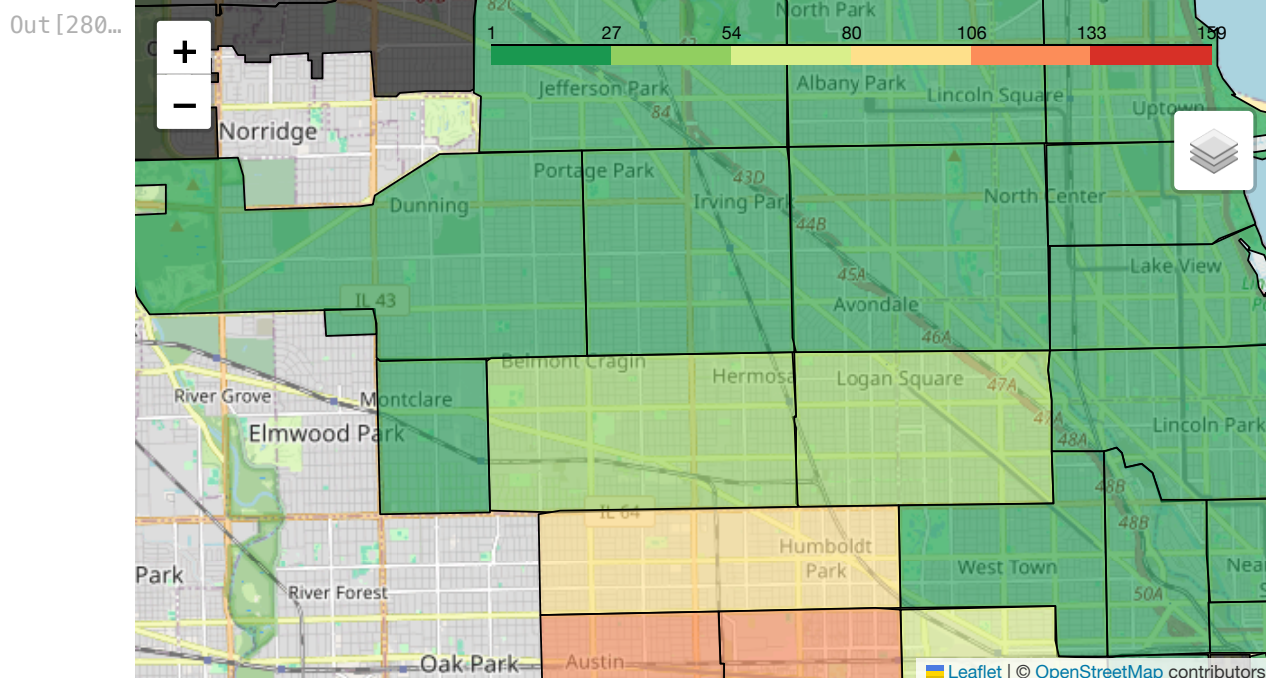 Out[280…
82C
North Park
1
27
54
80
106
133
159
+
−
Jefferson Park
Albany Park
Lincoln Square
Uptown
84
Norridge
Portage Park
43D
Dunning
Irving Park
North Center
44B
Lake View
45A
IL 43
Avondale
46A
Belmont Cragin
Hermosa
Logan Square
47A
River Grove
Montclare
47A
Elmwood Park
48A
Lincoln Park
48B
IL 64
48B
Humboldt
Park
Park
West Town
Near
River Forest
50A
Oak Park
Austin
Leaflet | © OpenStreetMap contributors